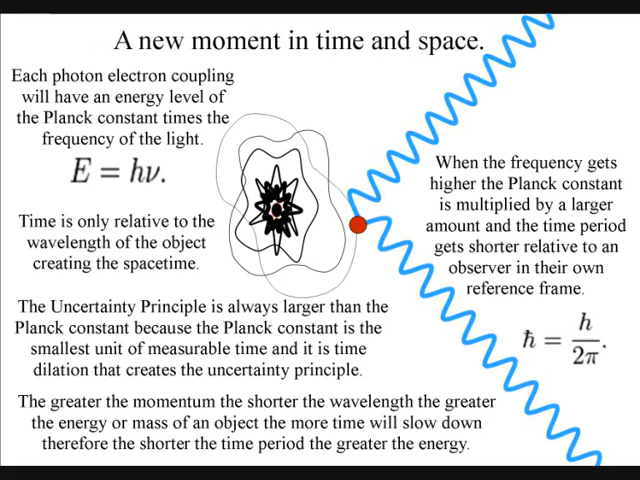 A new moment in time and space.
Each photon electron coupling
will have an energy level of
the Planck constant times the
frequency of the light.
E = hν.
Time is only relative to the
wavelength of the object
creating the spacetime.
When the frequency gets
higher the Planck constant
is multiplied by a larger
amount and the time period
gets shorter relative to an
observer in their own
reference frame.
ħ = h/2π.
The Uncertainty Principle is always larger than the
Planck constant because the Planck constant is the
smallest unit of measurable time and it is time
dilation that creates the uncertainty principle.
The greater the momentum the shorter the wavelength the greater
the energy or mass of an object the more time will slow down
therefore the shorter the time period the greater the energy.